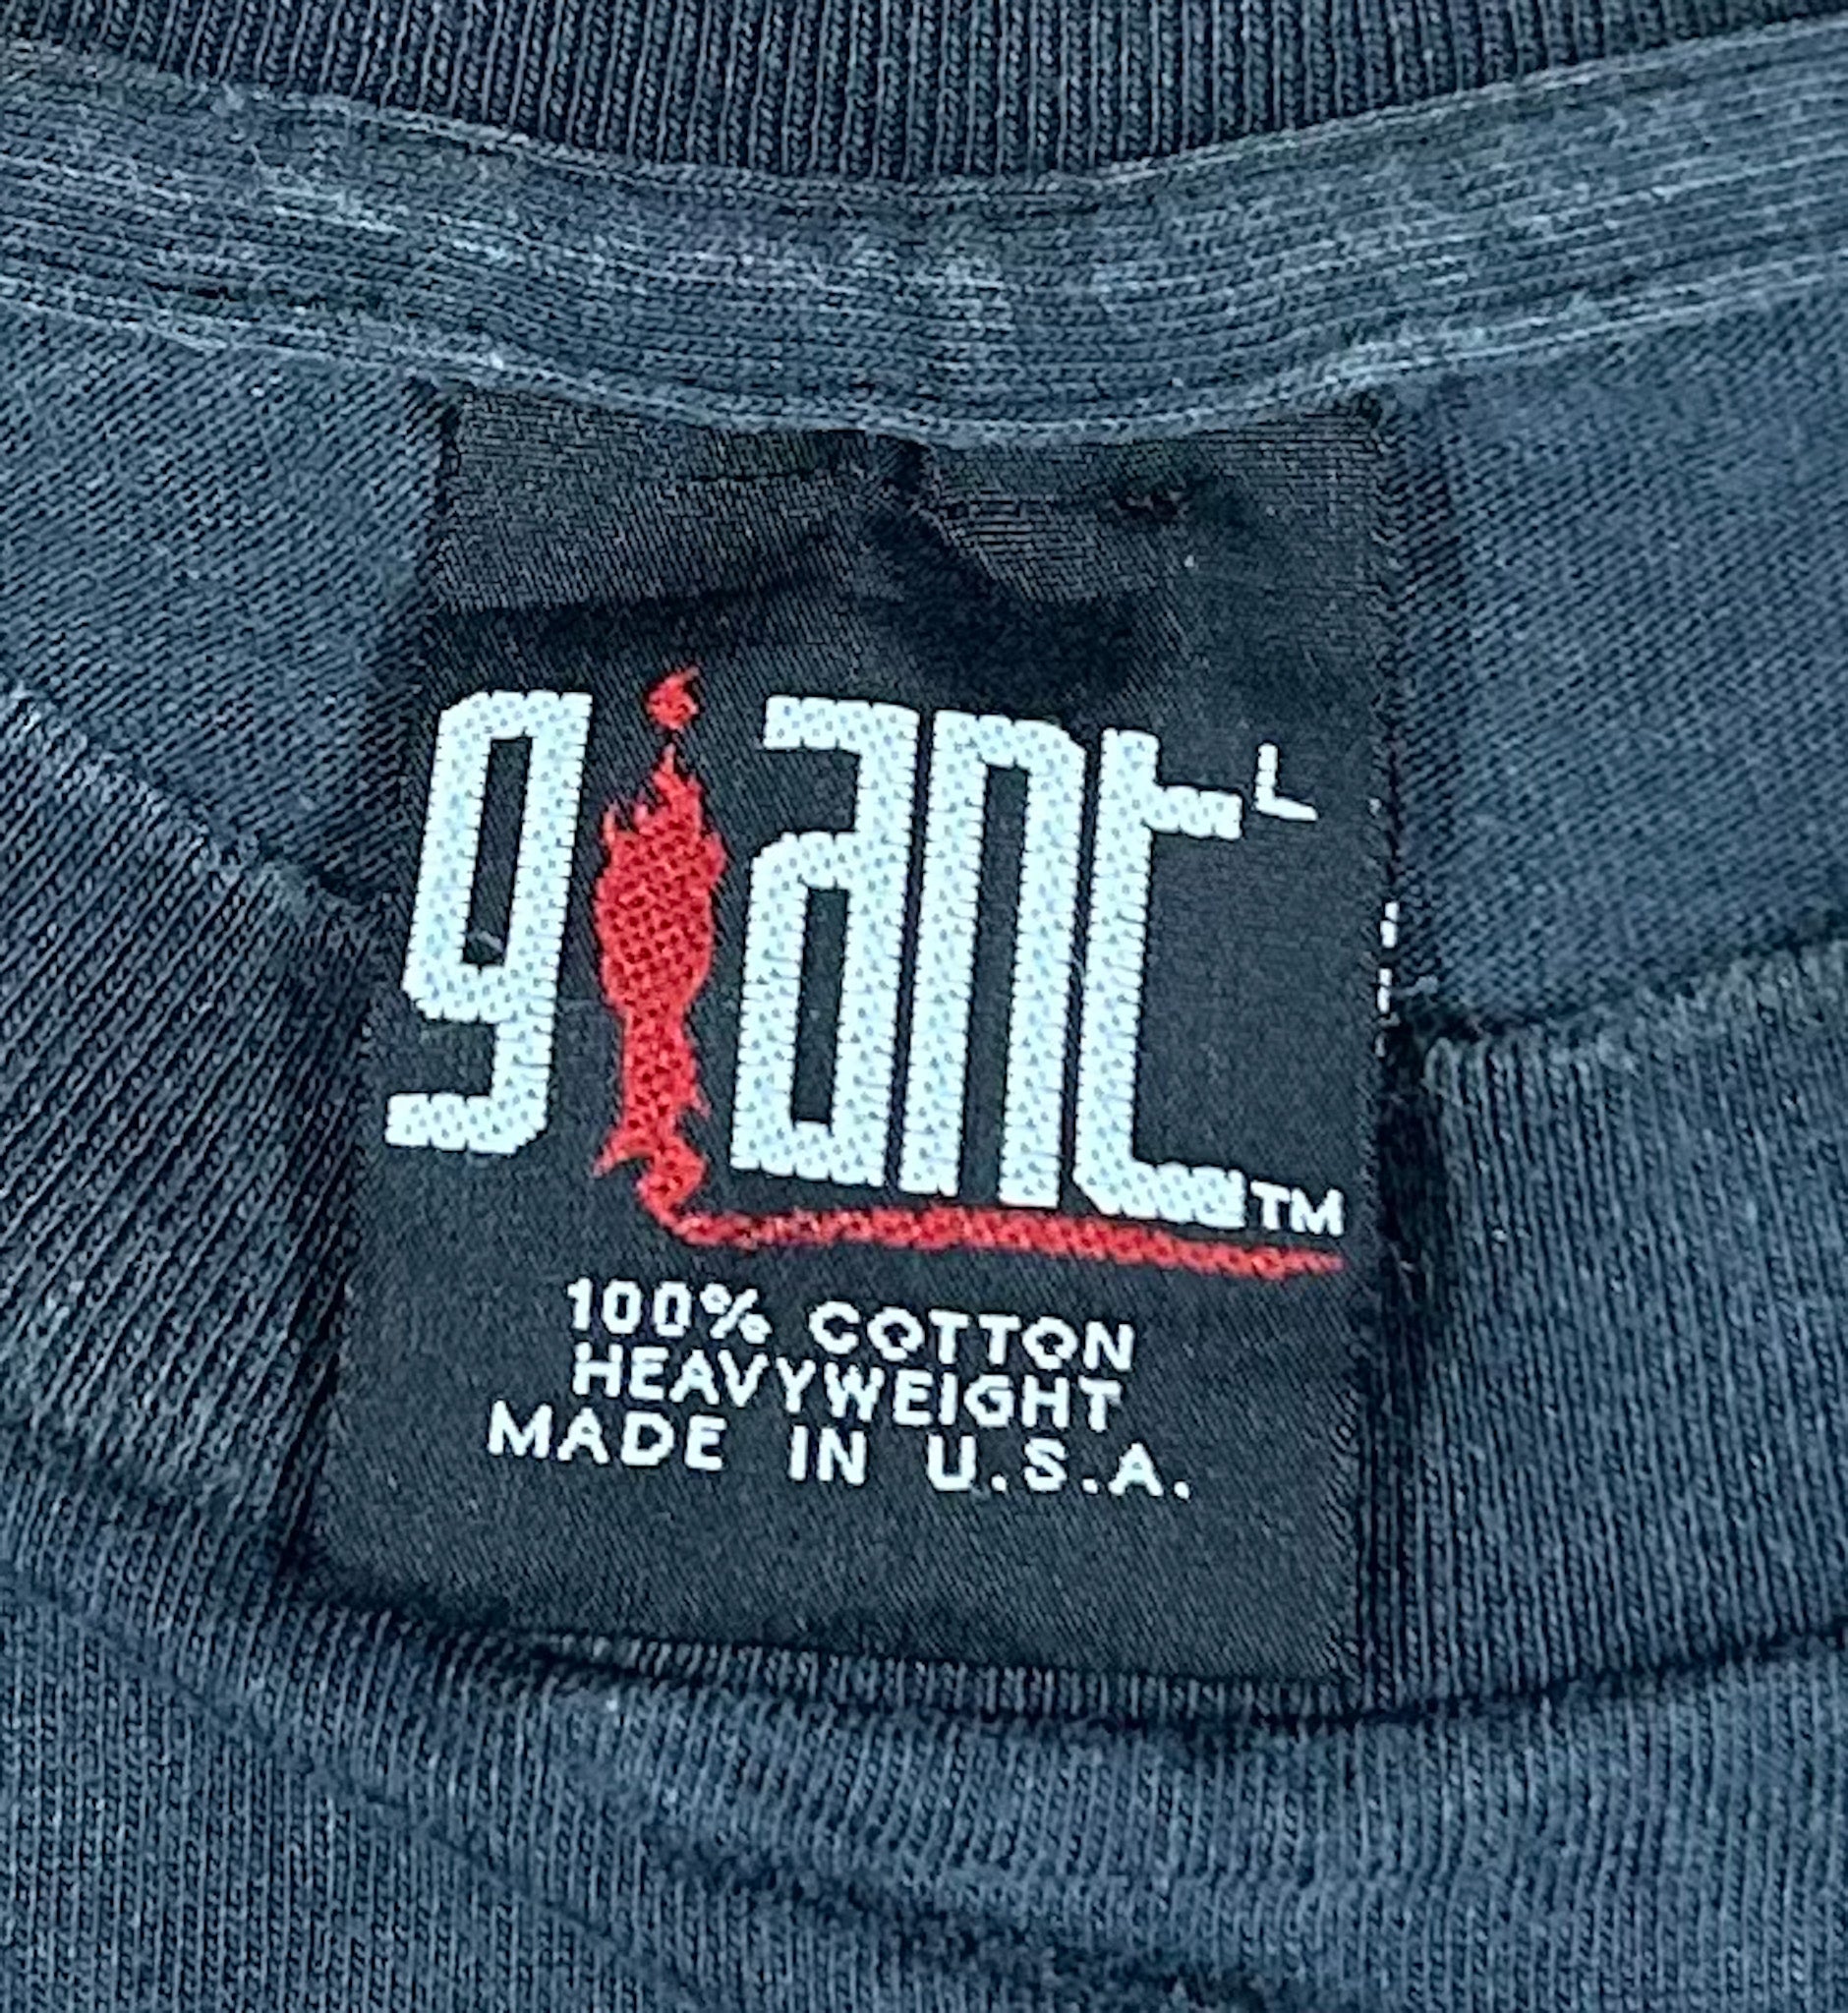 giant L
TM
100% COTTON
HEAVYWEIGHT
MADE IN U.S.A.